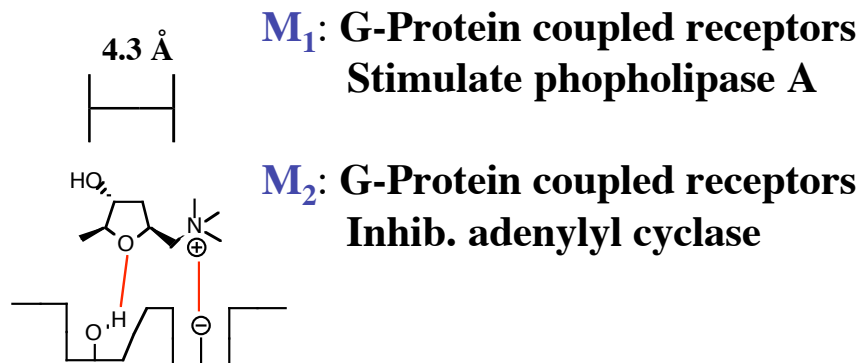 4.3 Å
M₁: G-Protein coupled receptors
Stimulate phopholipase A
M₂: G-Protein coupled receptors
Inhib. adenylyl cyclase
HO
N
⊕
O
H
O
⊖